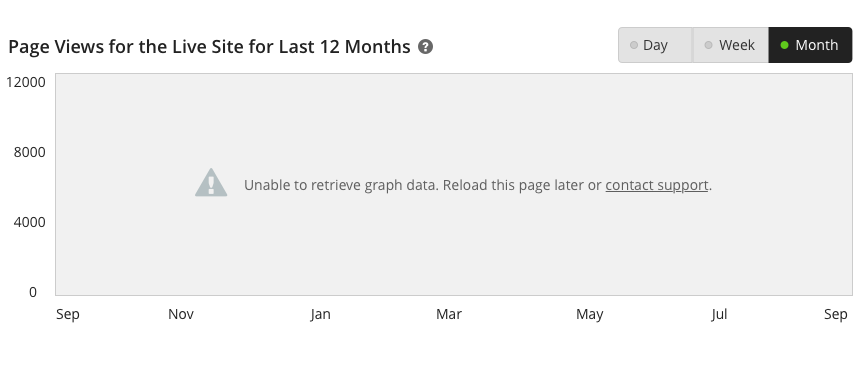 Page Views for the Live Site for Last 12 Months ?
Day Week Month
12000
8000
Unable to retrieve graph data. Reload this page later or contact support.
4000
0
Sep Nov Jan Mar May Jul Sep